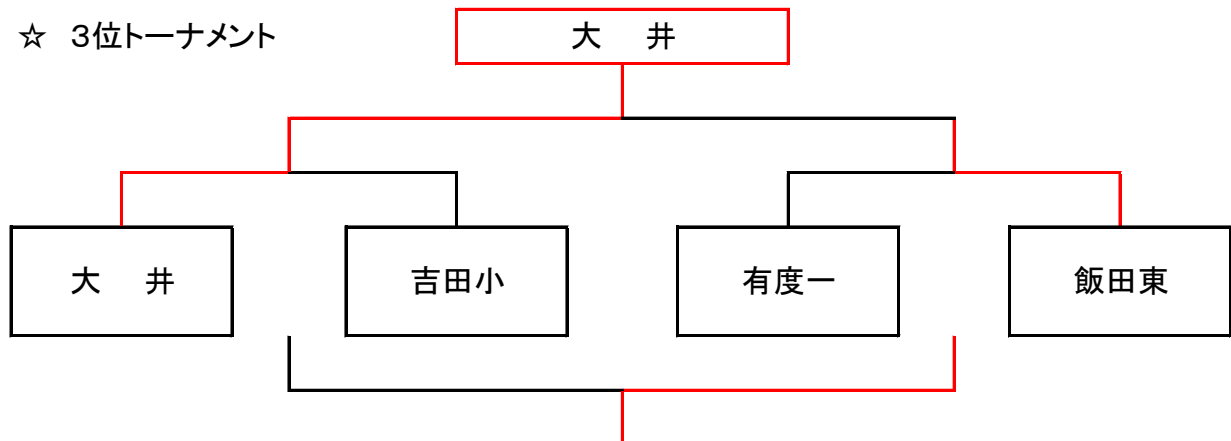 ☆ 3位トーナメント
大 井
大 井
吉田小
有度一
飯田東